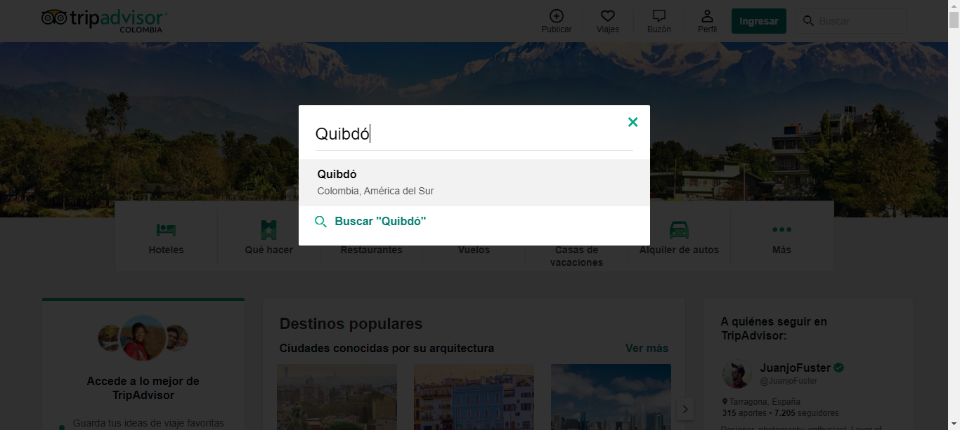 tripadvisor
COLOMBIA
Publicar
Viajes
Buzón
Perfil
Ingresar
Buscar
Quibdó
Quibdó
Colombia, América del Sur
Buscar "Quibdó"
Hoteles
Qué hacer
Restaurantes
Vuelos
Casas de
vacaciones
Alquiler de autos
Más
Accede a lo mejor de
TripAdvisor
Guarda tus ideas de viaje favoritas
Destinos populares
Ciudades conocidas por su arquitectura
Ver más
A quiénes seguir en
TripAdvisor:
JuanjoFuster
@JuanjoFuster
Tarragona, España
315 aportes • 7.205 seguidores